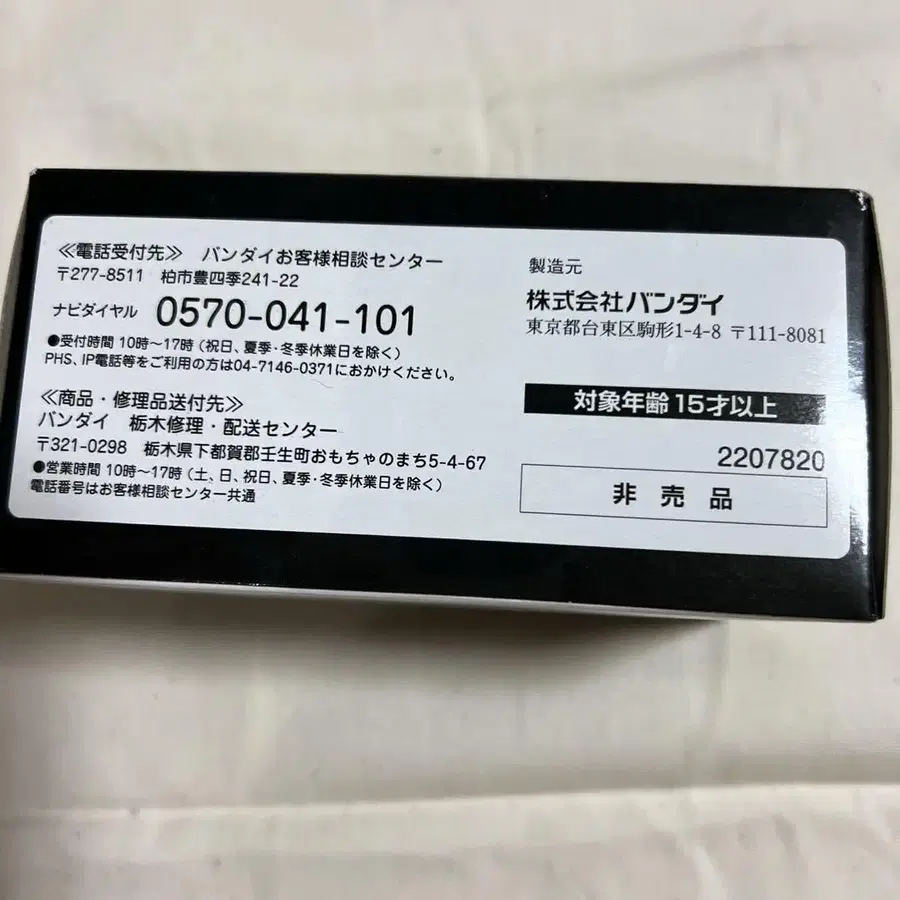 ≪電話受付先≫ バンダイお客様相談センター
〒277-8511 柏市豊四季241-22
ナビダイヤル 0570-041-101
●受付時間 10時〜17時(祝日、夏季・冬季休業日を除く)
PHS、IP電話等をご利用の方は04-7146-0371におかけください。
≪商品・修理品送付先≫
バンダイ 栃木修理・配送センター
〒321-0298 栃木県下都賀郡壬生町おもちゃのまち5-4-67
●営業時間 10時〜17時(土、日、祝日、夏季・冬季休業日を除く)
電話番号はお客様相談センター共通
製造元
株式会社バンダイ
東京都台東区駒形1-4-8 〒111-8081
対象年齢 15才以上
2207820
非売品